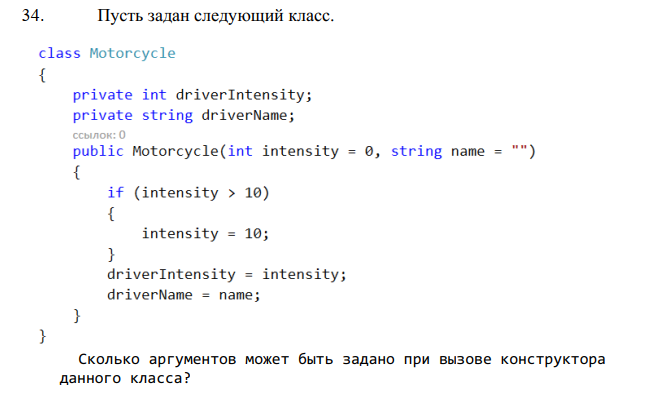 34. Пусть задан следующий класс.
class Motorcycle
{
private int driverIntensity;
private string driverName;
ссылок: 0
public Motorcycle(int intensity = 0, string name = "")
{
if (intensity > 10)
{
intensity = 10;
}
driverIntensity = intensity;
driverName = name;
}
}
Сколько аргументов может быть задано при вызове конструктора
данного класса?